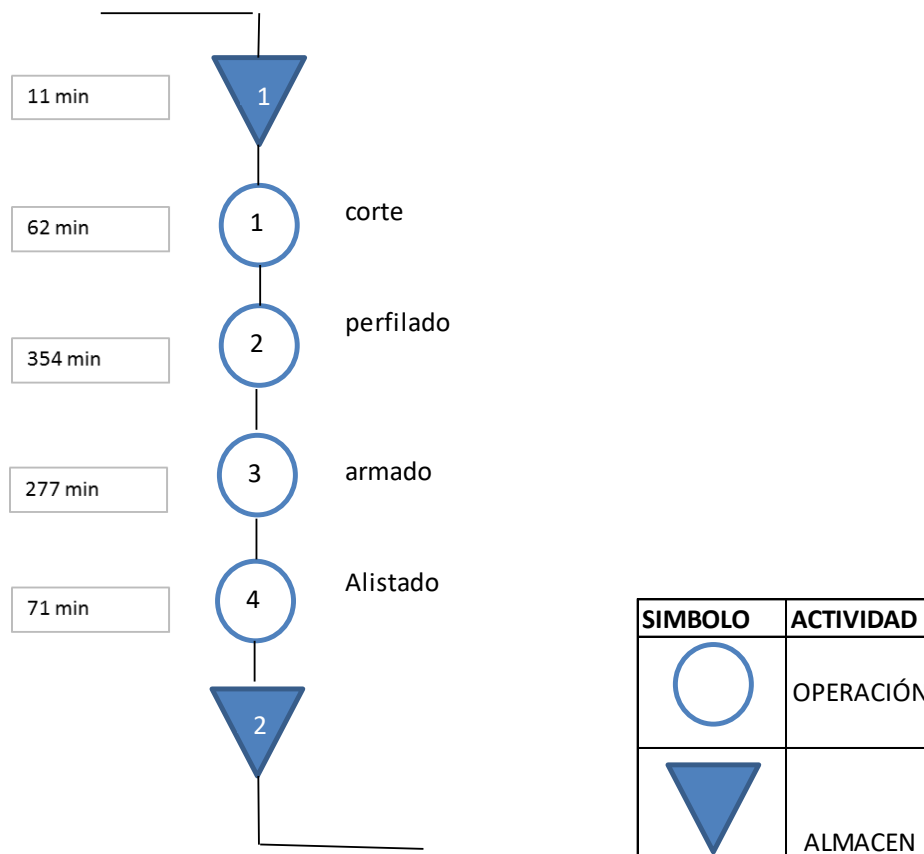 11 min
1
62 min
1
corte
354 min
2
perfilado
277 min
3
armado
71 min
4
Alistado
2
SIMBOLO ACTIVIDAD
OPERACIÓN
ALMACEN